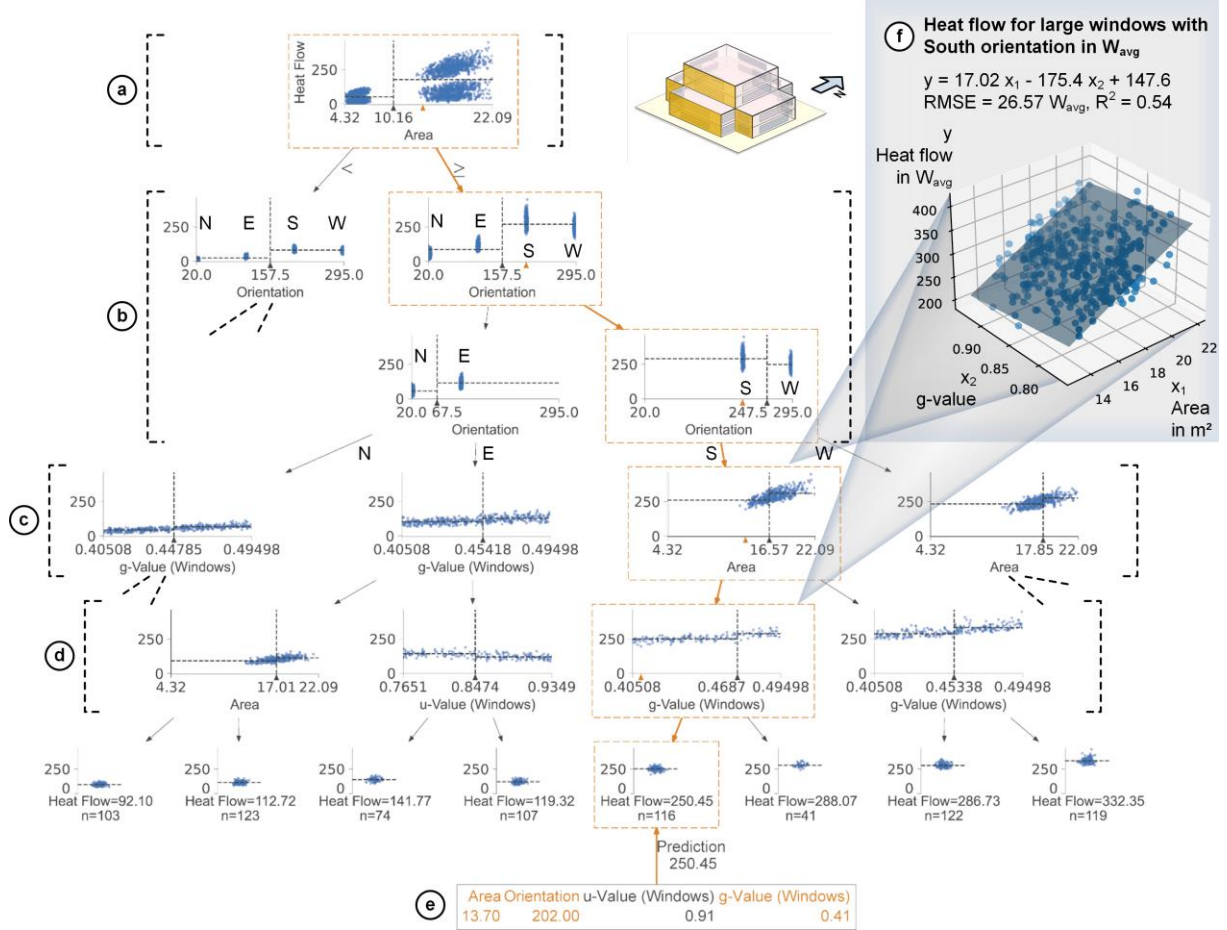 f Heat flow for large windows with
South orientation in Wavg
y = 17.02 x1 - 175.4 x2 + 147.6
RMSE = 26.57 Wavg, R2 = 0.54
y
Heat flow
in Wavg
400
350
300
250
200
0.90
0.85
0.80
x2
g-value
14
16
18
20
22
x1
Area
in m²
a
Heat Flow
250
0
4.32 10.16 22.09
Area
N
< ≥
b
N E S W
250
0
20.0 157.5 295.0
Orientation
N E S W
250
0
20.0 157.5 295.0
Orientation
N E
250
0
20.0 67.5 295.0
Orientation
S W
250
0
20.0 247.5 295.0
Orientation
N E S W
c
250
0
0.40508 0.44785 0.49498
g-Value (Windows)
250
0
0.40508 0.45418 0.49498
g-Value (Windows)
250
0
4.32 16.57 22.09
Area
250
0
4.32 17.85 22.09
Area
d
250
0
4.32 17.01 22.09
Area
250
0
0.7651 0.8474 0.9349
u-Value (Windows)
250
0
0.40508 0.4687 0.49498
g-Value (Windows)
250
0
0.40508 0.45338 0.49498
g-Value (Windows)
250
0
Heat Flow=92.10
n=103
250
0
Heat Flow=112.72
n=123
250
0
Heat Flow=141.77
n=74
250
0
Heat Flow=119.32
n=107
250
0
Heat Flow=250.45
n=116
250
0
Heat Flow=288.07
n=41
250
0
Heat Flow=286.73
n=122
250
0
Heat Flow=332.35
n=119
Prediction
250.45
e
Area Orientation u-Value (Windows) g-Value (Windows)
13.70 202.00 0.91 0.41